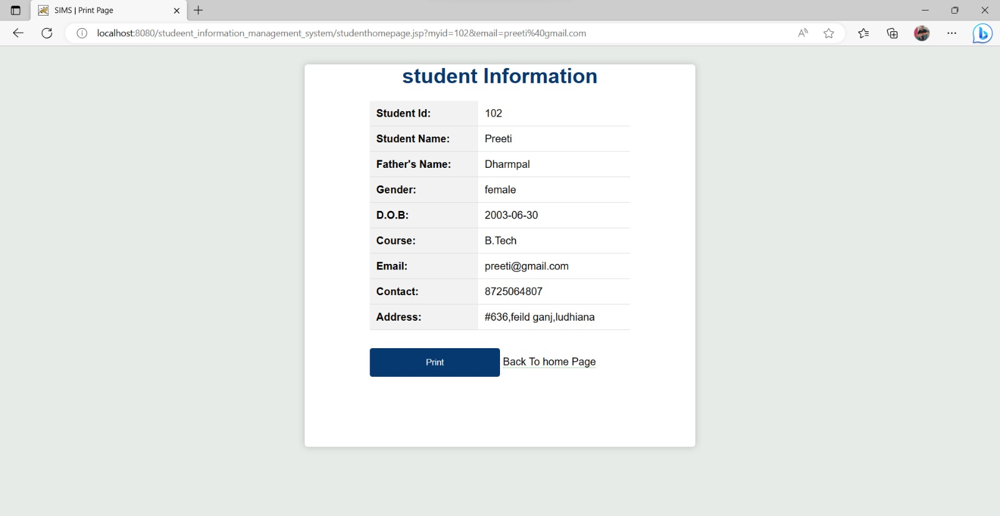 SIMS | Print Page
localhost:8080/studeent_information_management_system/studenthomepage.jsp?myid=102&email=preeti%40gmail.com
student Information
Student Id: 102
Student Name: Preeti
Father's Name: Dharmpal
Gender: female
D.O.B: 2003-06-30
Course: B.Tech
Email: preeti@gmail.com
Contact: 8725064807
Address: #636,feild ganj,ludhiana
Print Back To home Page